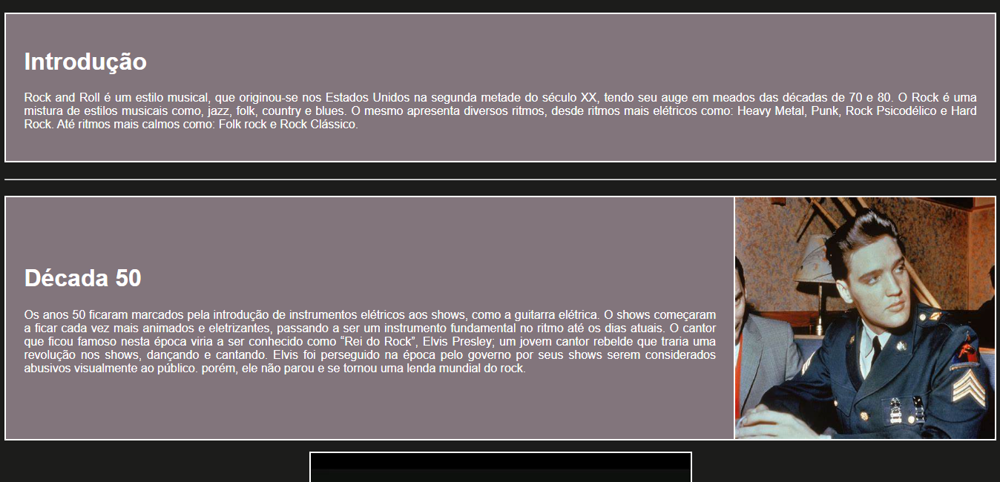 Introdução
Rock and Roll é um estilo musical, que originou-se nos Estados Unidos na segunda metade do século XX, tendo seu auge em meados das décadas de 70 e 80. O Rock é uma
mistura de estilos musicais como, jazz, folk, country e blues. O mesmo apresenta diversos ritmos, desde ritmos mais elétricos como: Heavy Metal, Punk, Rock Psicodélico e Hard
Rock. Até ritmos mais calmos como: Folk rock e Rock Clássico.
Década 50
Os anos 50 ficaram marcados pela introdução de instrumentos elétricos aos shows, como a guitarra elétrica. O shows começaram
a ficar cada vez mais animados e eletrizantes, passando a ser um instrumento fundamental no ritmo até os dias atuais. O cantor
que ficou famoso nesta época viria a ser conhecido como “Rei do Rock”, Elvis Presley; um jovem cantor rebelde que traria uma
revolução nos shows, dançando e cantando. Elvis foi perseguido na época pelo governo por seus shows serem considerados
abusivos visualmente ao público. porém, ele não parou e se tornou uma lenda mundial do rock.